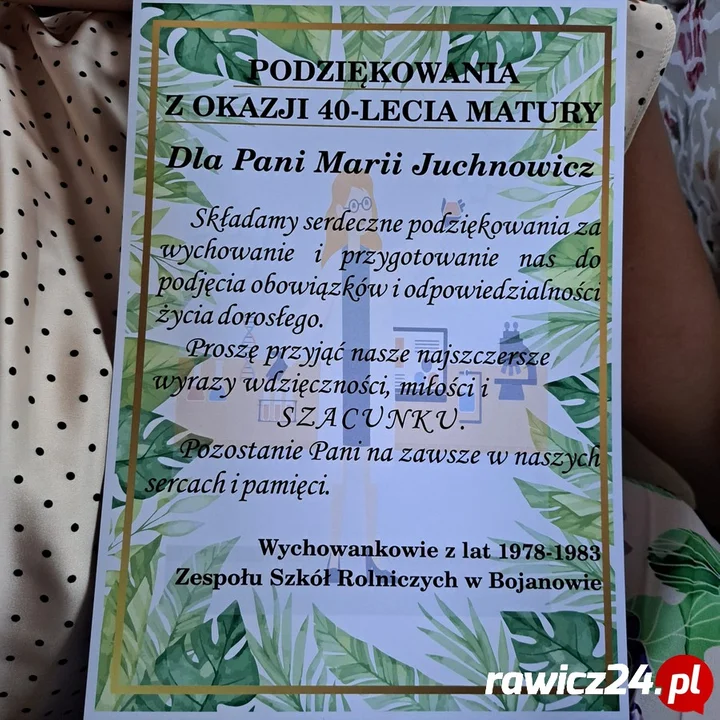 PODZIĘKOWANIA
Z OKAZJI 40-LECIA MATURY
Dla Pani Marii Juchnowicz
Składamy serdeczne podziękowania za
wychowanie i przygotowanie nas do
podjęcia obowiązków i odpowiedzialności
życia dorosłego.
Proszę przyjąć nasze najszczersze
wyrazy wdzięczności, miłości i
SZACUNKU.
Pozostanie Pani na zawsze w naszych
sercach i pamięci.
Wychowankowie z lat 1978-1983
Zespołu Szkół Rolniczych w Bojanowie
rawicz24.pl